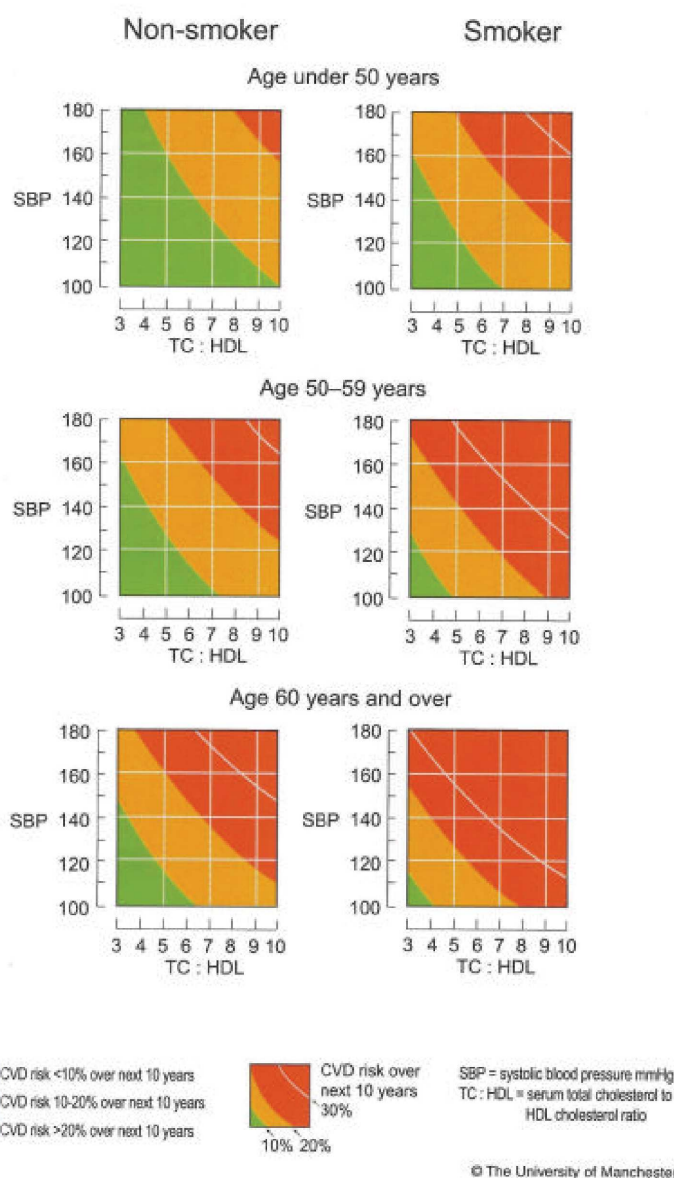 Non-smoker Smoker
Age under 50 years
180 180
160 160
SBP 140 SBP 140
120 120
100 100
3 4 5 6 7 8 9 10 3 4 5 6 7 8 9 10
TC : HDL TC : HDL
Age 50–59 years
180 180
160 160
SBP 140 SBP 140
120 120
100 100
3 4 5 6 7 8 9 10 3 4 5 6 7 8 9 10
TC : HDL TC : HDL
Age 60 years and over
180 180
160 160
SBP 140 SBP 140
120 120
100 100
3 4 5 6 7 8 9 10 3 4 5 6 7 8 9 10
TC : HDL TC : HDL
CVD risk <10% over next 10 years
CVD risk 10-20% over next 10 years
CVD risk >20% over next 10 years
CVD risk over
next 10 years
30%
10% 20%
SBP = systolic blood pressure mmHg
TC : HDL = serum total cholesterol to
HDL cholesterol ratio
© The University of Manchester